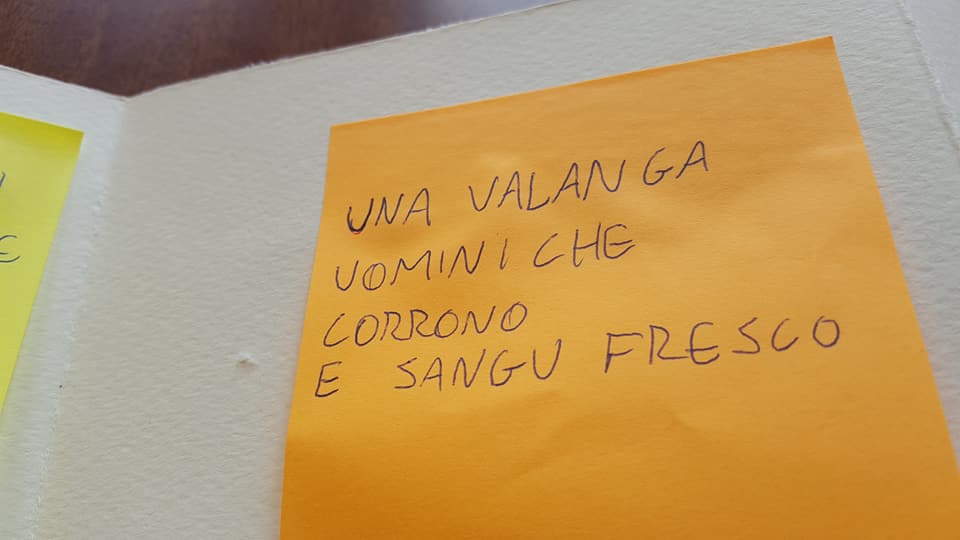 UNA VALANGA
UOMINI CHE
CORRONO
E SANGU FRESCO